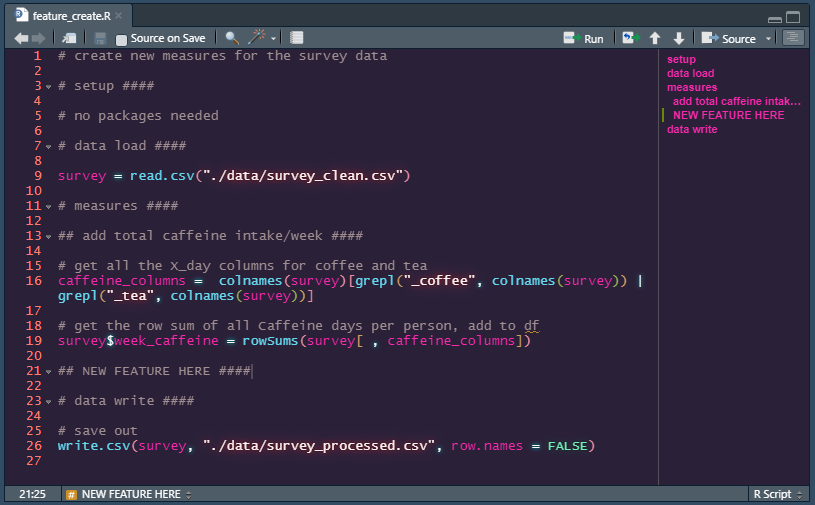 feature_create.R
Source on Save
Run
Source
1 # create new measures for the survey data
2
3 # setup ####
4
5 # no packages needed
6
7 # data load ####
8
9 survey = read.csv("./data/survey_clean.csv")
10
11 # measures ####
12
13 ## add total caffeine intake/week ####
14
15 # get all the X_day columns for coffee and tea
16 caffeine_columns =  colnames(survey)[grepl("_coffee", colnames(survey)) |
grepl("_tea", colnames(survey))]
17
18 # get the row sum of all Caffeine days per person, add to df
19 survey$week_caffeine = rowSums(survey[ , caffeine_columns])
20
21 ## NEW FEATURE HERE ####
22
23 # data write ####
24
25 # save out
26 write.csv(survey, "./data/survey_processed.csv", row.names = FALSE)
27
setup
data load
measures
add total caffeine intak...
NEW FEATURE HERE
data write
21:25
# NEW FEATURE HERE
R Script